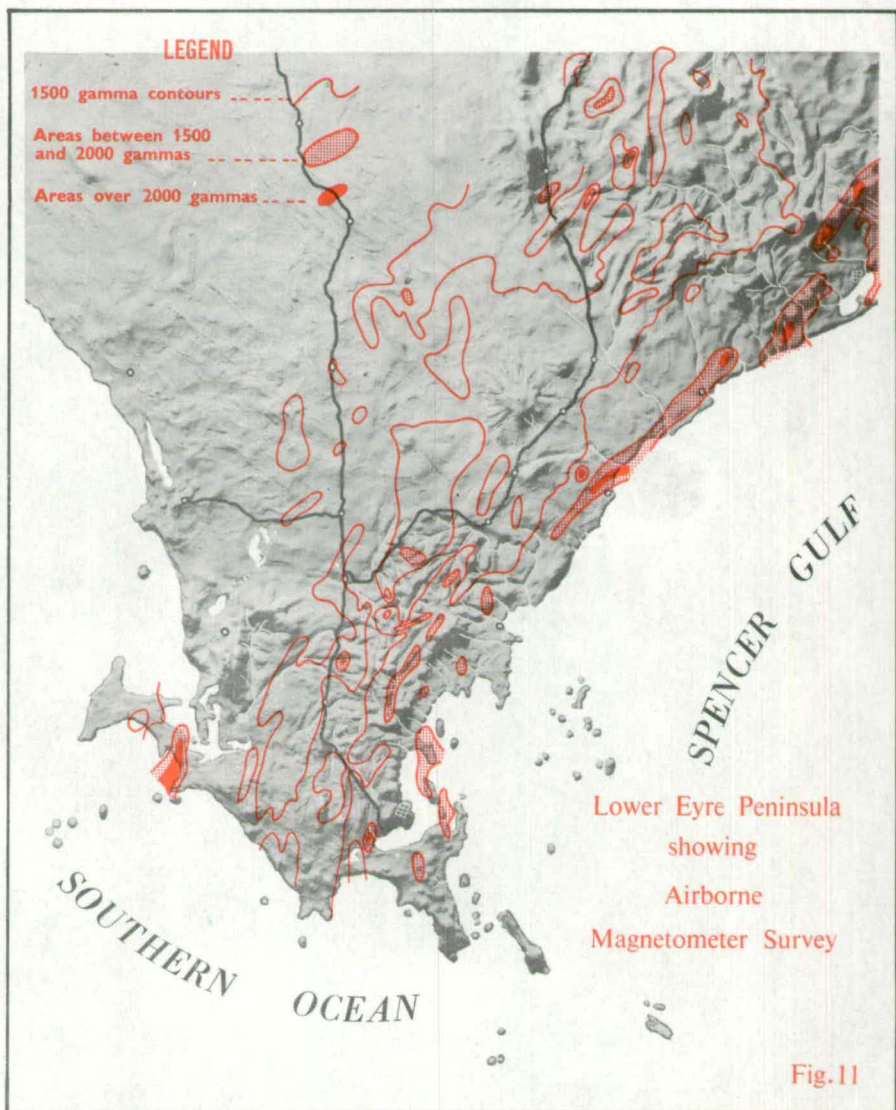 LEGEND
1500 gamma contours
Areas between 1500
and 2000 gammas
Areas over 2000 gammas
SPENCER GULF
Lower Eyre Peninsula
showing
Airborne
Magnetometer Survey
SOUTHERN OCEAN
Fig.11